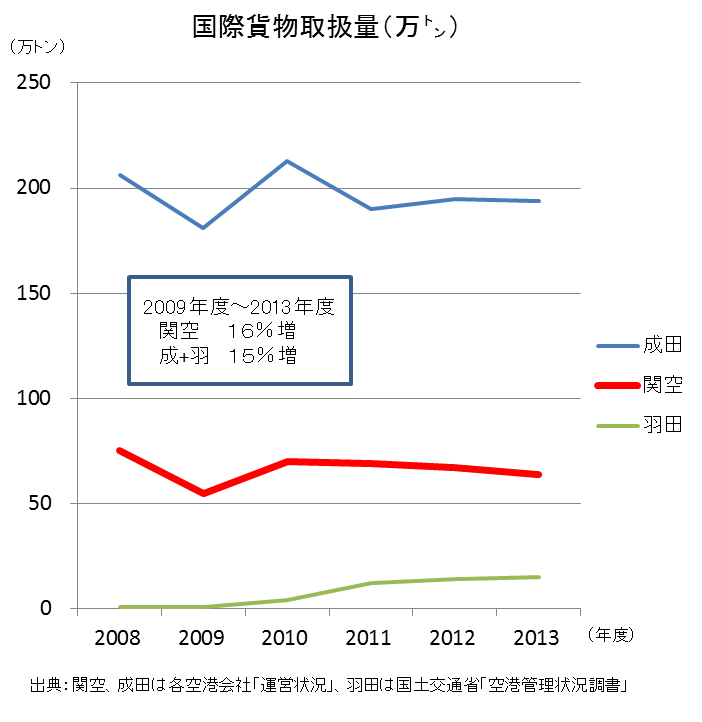 国際貨物取扱量（万㌧）
（万トン）
250
200
150
100
50
0
2009年度～2013年度
関空　16％増
成+羽　15％増
成田
関空
羽田
2008 2009 2010 2011 2012 2013 （年度）
出典：関空、成田は各空港会社「運営状況」、羽田は国土交通省「空港管理状況調書」